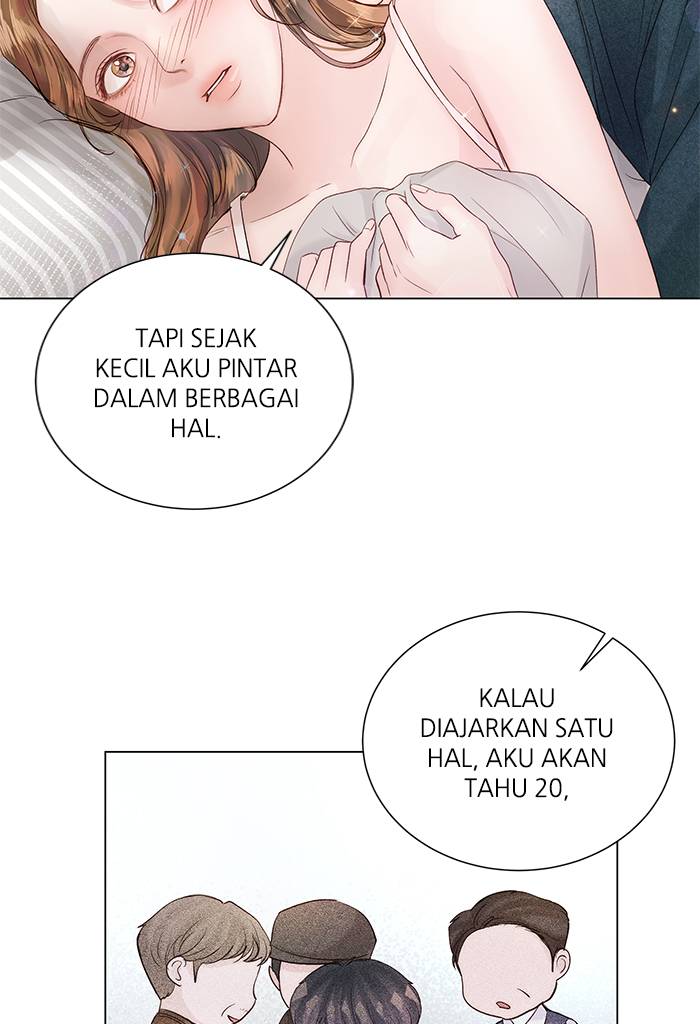 TAPI SEJAK
KECIL AKU PINTAR
DALAM BERBAGAI
HAL.
KALAU
DIAJARKAN SATU
HAL, AKU AKAN
TAHU 20,